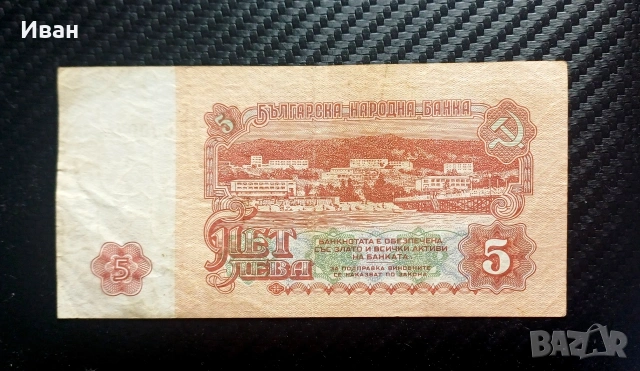 Иван
5 БЪЛГАРСКА НАРОДНА БАНКА
ПЕТ
ЛЕВА
БАНКНОТАТА Е ОБЕЗПЕЧЕНА
СЪС ЗЛАТО И ВСИЧКИ АКТИВИ
НА БАНКАТА
ЗА ПОДПРАВКА ВИНОВНИТЕ
СЕ НАКАЗВАТ ПО ЗАКОНА.
5
5
BAZAR